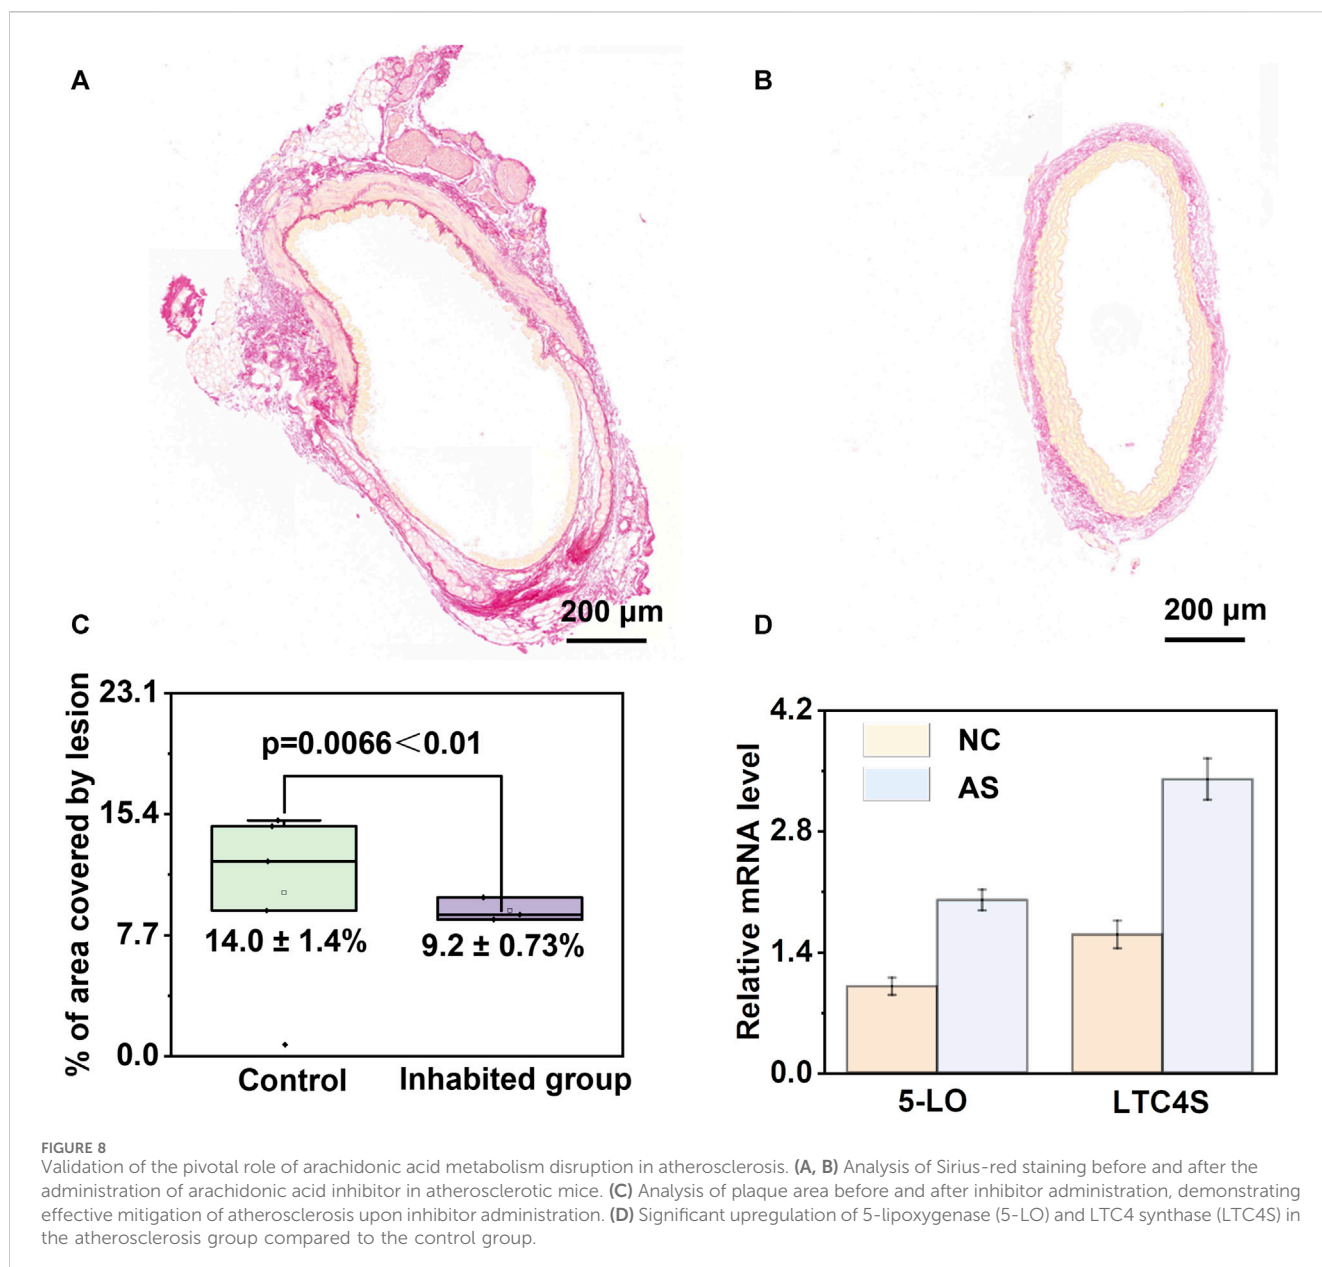 A
B
200 μm
200 μm
C
D
% of area covered by lesion
23.1
15.4
7.7
0.0
p=0.0066<0.01
14.0 ± 1.4%
9.2 ± 0.73%
Control
Inhabited group
Relative mRNA level
4.2
2.8
1.4
0.0
NC
AS
5-LO
LTC4S
FIGURE 8
Validation of the pivotal role of arachidonic acid metabolism disruption in atherosclerosis. (A, B) Analysis of Sirius-red staining before and after the
administration of arachidonic acid inhibitor in atherosclerotic mice. (C) Analysis of plaque area before and after inhibitor administration, demonstrating
effective mitigation of atherosclerosis upon inhibitor administration. (D) Significant upregulation of 5-lipoxygenase (5-LO) and LTC4 synthase (LTC4S) in
the atherosclerosis group compared to the control group.